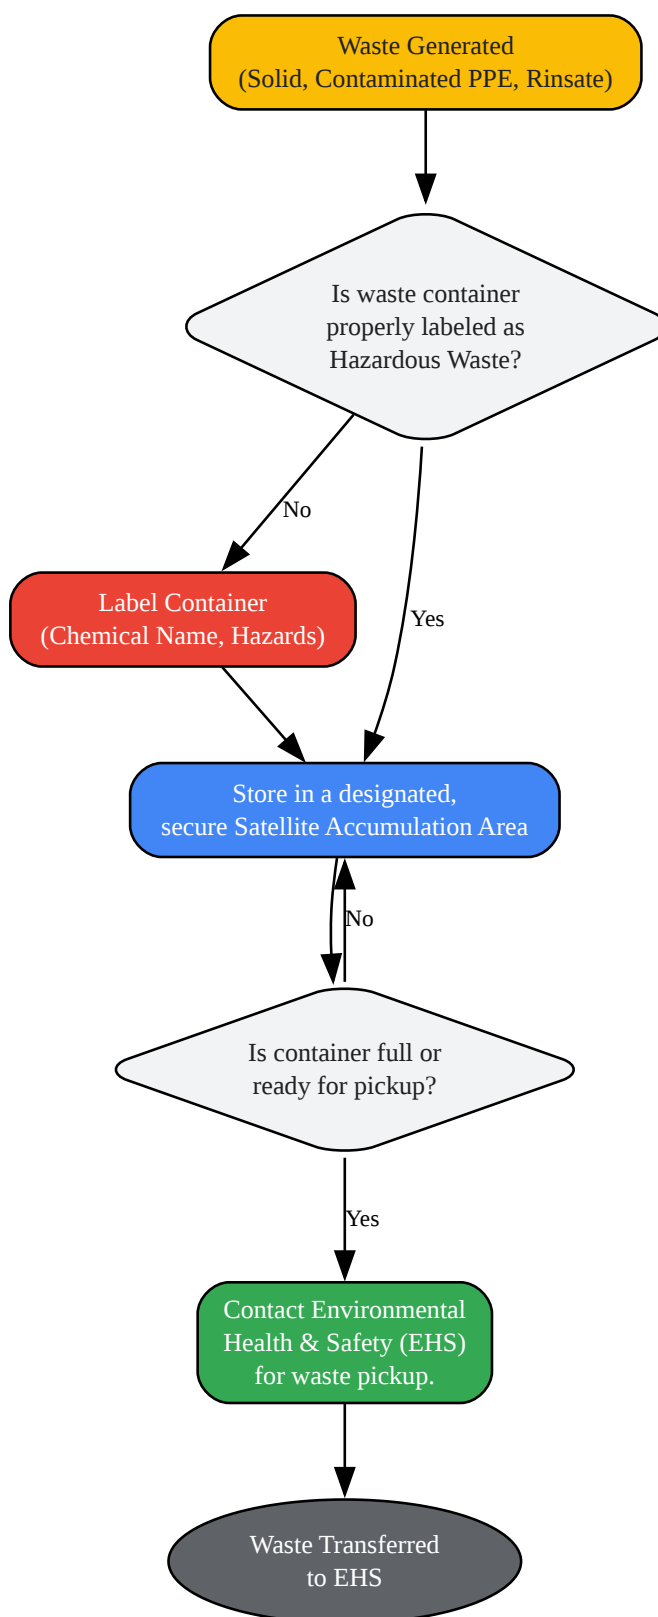 Waste Generated
(Solid, Contaminated PPE, Rinsate)
Is waste container
properly labeled as
Hazardous Waste?
No
Label Container
(Chemical Name, Hazards)
Yes
Store in a designated,
secure Satellite Accumulation Area
No
Is container full or
ready for pickup?
Yes
Contact Environmental
Health & Safety (EHS)
for waste pickup.
Waste Transferred
to EHS